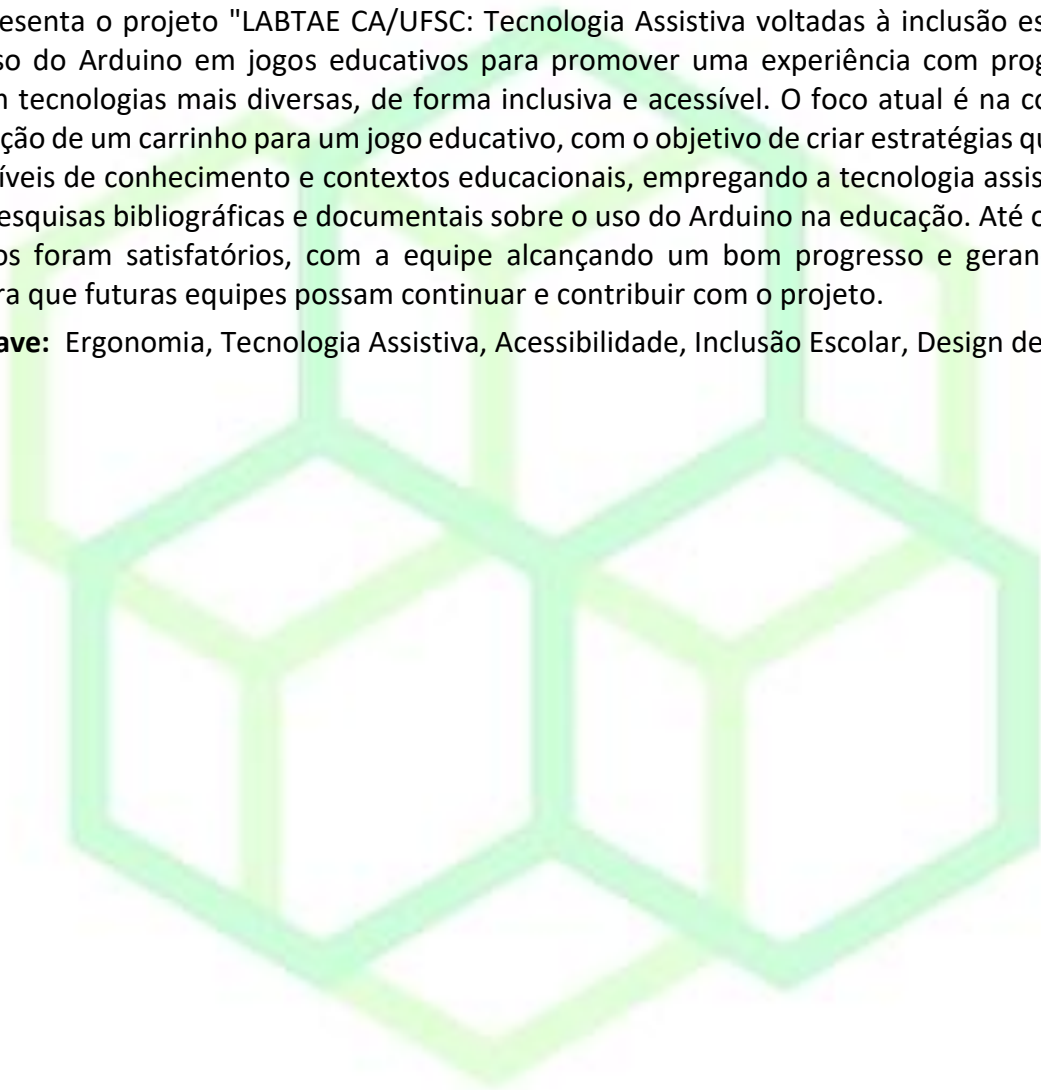 esenta o projeto "LABTAE CA/UFSC: Tecnologia Assistiva voltadas à inclusão es
so do Arduino em jogos educativos para promover uma experiência com prog
m tecnologias mais diversas, de forma inclusiva e acessível. O foco atual é na co
ção de um carrinho para um jogo educativo, com o objetivo de criar estratégias qu
íveis de conhecimento e contextos educacionais, empregando a tecnologia assis
esquisas bibliográficas e documentais sobre o uso do Arduino na educação. Até o
os foram satisfatórios, com a equipe alcançando um bom progresso e geran
ra que futuras equipes possam continuar e contribuir com o projeto.
ave: Ergonomia, Tecnologia Assistiva, Acessibilidade, Inclusão Escolar, Design de